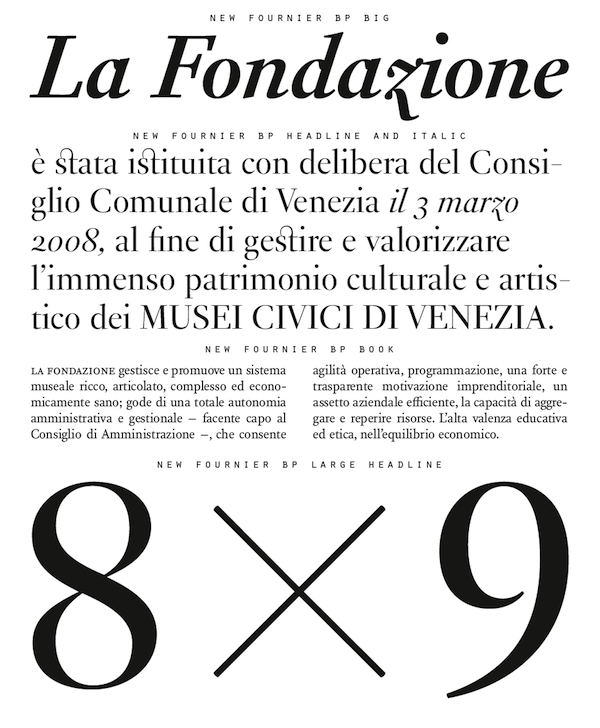 NEW FOURNIER BP BIG
La Fondazione
NEW FOURNIER BP HEADLINE AND ITALIC
è stata istituita con delibera del Consi–
glio Comunale di Venezia il 3 marzo
2008, al fine di gestire e valorizzare
l’immenso patrimonio culturale e artis–
tico dei MUSEI CIVICI DI VENEZIA.
NEW FOURNIER BP BOOK
LA FONDAZIONE gestisce e promuove un sistema
museale ricco, articolato, complesso ed econo-
micamente sano; gode di una totale autonomia
amministrativa e gestionale – facente capo al
Consiglio di Amministrazione –, che consente
agilità operativa, programmazione, una forte e
trasparente motivazione imprenditoriale, un
assetto aziendale efficiente, la capacità di aggre-
gare e reperire risorse. L’alta valenza educativa
ed etica, nell’equilibrio economico.
NEW FOURNIER BP LARGE HEADLINE
8×9